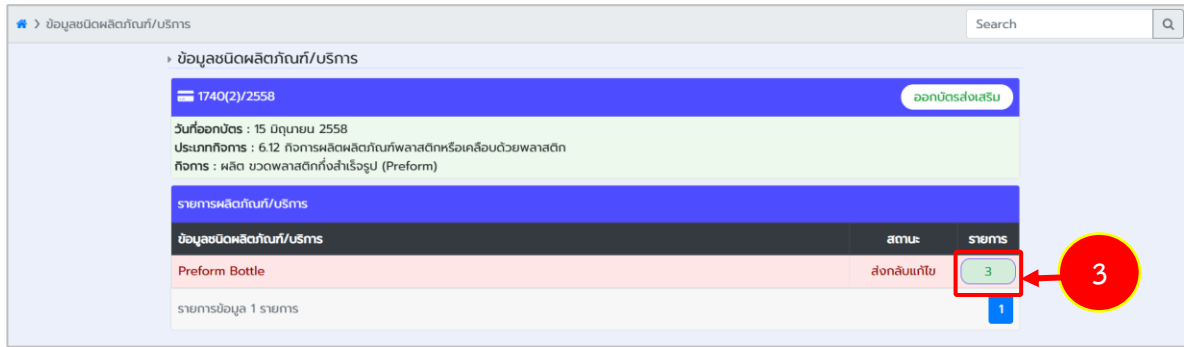 ข้อมูลชนิดผลิตภัณฑ์/บริการ
Search
ข้อมูลชนิดผลิตภัณฑ์/บริการ
1740(2)/2558
ออกบัตรส่งเสริม
วันที่ออกบัตร : 15 มิถุนายน 2558
ประเภทกิจการ : 6.12 กิจการผลิตผลิตภัณฑ์พลาสติกหรือเคลือบด้วยพลาสติก
กิจการ : ผลิต ขวดพลาสติกกึ่งสำเร็จรูป (Preform)
รายการผลิตภัณฑ์/บริการ
ข้อมูลชนิดผลิตภัณฑ์/บริการ สถานะ รายการ
Preform Bottle ส่งกลับแก้ไข 3
3
รายการข้อมูล 1 รายการ 1